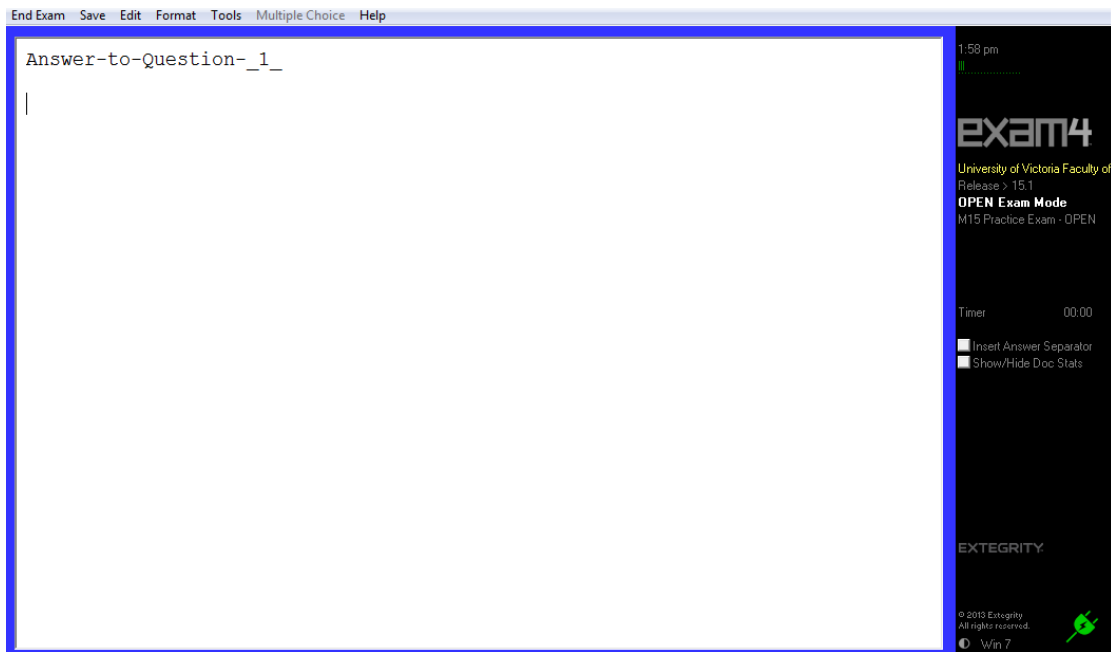 End Exam Save Edit Format Tools Multiple Choice Help
Answer-to-Question-_1_
1:58 pm
exam4
University of Victoria Faculty of
Release > 15.1
OPEN Exam Mode
M15 Practice Exam - OPEN
Timer 00:00
Insert Answer Separator
Show/Hide Doc Stats
EXTEGRITY
© 2013 Extegrity
All rights reserved.
Win 7